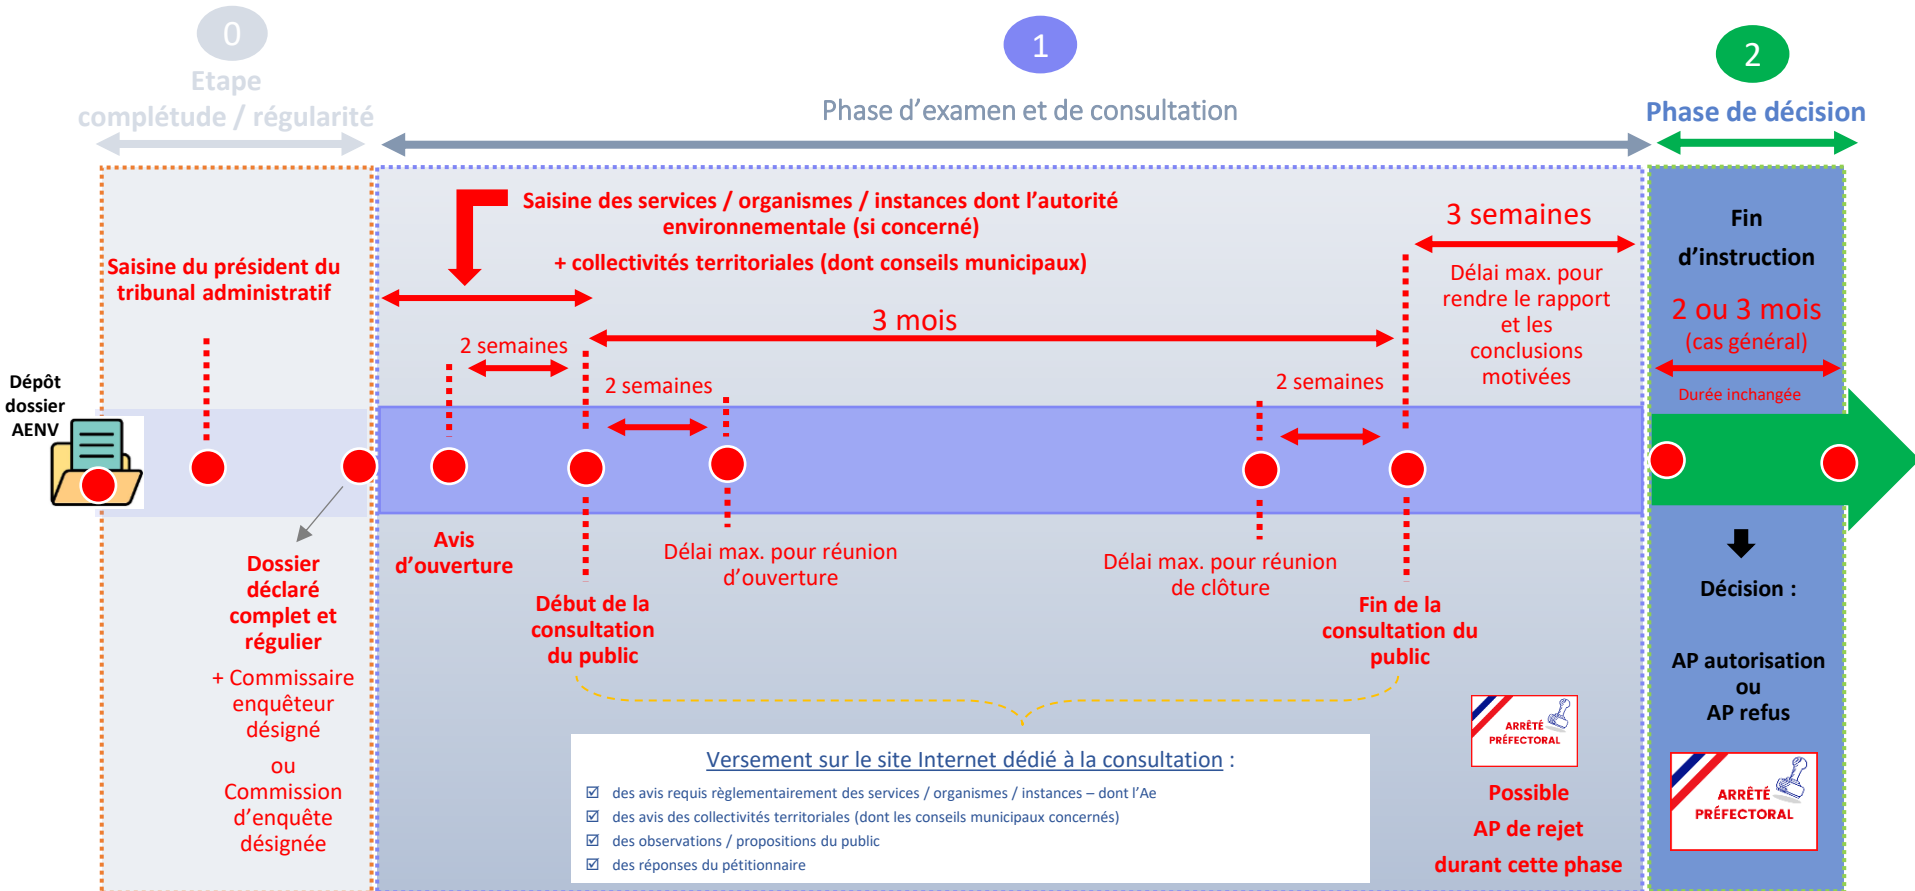 0
Etape
complétude / régularité
1
Phase d'examen et de consultation
2
Phase de décision
Saisine du président du
tribunal administratif
Dépôt
dossier
AENV
Dossier
déclaré
complet et
régulier
+ Commissaire
enquêteur
désigné
ou
Commission
d'enquête
désignée
Saisine des services / organismes / instances dont l'autorité
environnementale (si concerné)
+ collectivités territoriales (dont conseils municipaux)
3 mois
2 semaines
2 semaines
2 semaines
3 semaines
Délai max. pour
rendre le rapport
et les
conclusions
motivées
Avis
d'ouverture
Début de la
consultation
du public
Délai max. pour réunion
d'ouverture
Délai max. pour réunion
de clôture
Fin de la
consultation du
public
Versement sur le site Internet dédié à la consultation :
☑ des avis requis règlementairement des services / organismes / instances – dont l'Ae
☑ des avis des collectivités territoriales (dont les conseils municipaux concernés)
☑ des observations / propositions du public
☑ des réponses du pétitionnaire
ARRÊTÉ
PRÉFECTORAL
Possible
AP de rejet
durant cette phase
Fin
d'instruction
2 ou 3 mois
(cas général)
Durée inchangée
Décision :
AP autorisation
ou
AP refus
ARRÊTÉ
PRÉFECTORAL